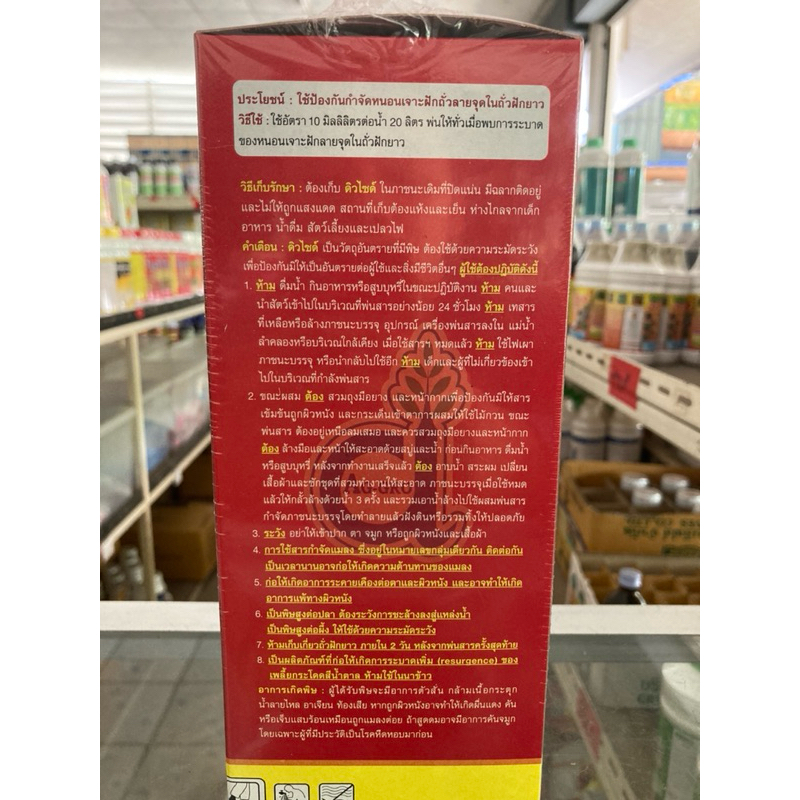 ประโยชน์ : ใช้ป้องกันกำจัดหนอนเจาะฝักถั่วลายจุดในถั่วฝักยาว
วิธีใช้ : ใช้อัตรา 10 มิลลิลิตรต่อน้ำ 20 ลิตร พ่นให้ทั่วเมื่อพบการระบาด
ของหนอนเจาะฝักลายจุดในถั่วฝักยาว
วิธีเก็บรักษา : ต้องเก็บ ดิวไซด์ ในภาชนะเดิมที่ปิดแน่น มีฉลากติดอยู่
และไม่ให้ถูกแสงแดด สถานที่เก็บต้องแห้งและเย็น ห่างไกลจากเด็ก
อาหาร น้ำดื่ม สัตว์เลี้ยงและเปลวไฟ
คำเตือน : ดิวไซด์ เป็นวัตถุอันตรายที่มีพิษ ต้องใช้ด้วยความระมัดระวัง
เพื่อป้องกันมิให้เป็นอันตรายต่อผู้ใช้และสิ่งมีชีวิตอื่นๆ ผู้ใช้ต้องปฏิบัติดังนี้
1. ห้าม ดื่มน้ำ กินอาหารหรือสูบบุหรี่ในขณะปฏิบัติงาน ห้าม คนและ
นำสัตว์เข้าไปในบริเวณที่พ่นสารอย่างน้อย 24 ชั่วโมง ห้าม เทสาร
ที่เหลือหรือล้างภาชนะบรรจุ อุปกรณ์ เครื่องพ่นสารลงใน แม่น้ำ
ลำคลองหรือบริเวณใกล้เคียง เมื่อใช้สารฯ หมดแล้ว ห้าม ใช้ไฟเผา
ภาชนะบรรจุ หรือนำกลับไปใช้อีก ห้าม เด็กและผู้ที่ไม่เกี่ยวข้องเข้า
ไปในบริเวณที่กำลังพ่นสาร
2. ขณะผสม ต้อง สวมถุงมือยาง และหน้ากากเพื่อป้องกันมิให้สาร
เข้มข้นถูกผิวหนัง และกระเด็นเข้าตาการผสมให้ใช้ไม้กวน ขณะ
พ่นสาร ต้องอยู่เหนือลมเสมอ และควรสวมถุงมือยางและหน้ากาก
ต้อง ล้างมือและหน้าให้สะอาดด้วยสบู่และน้ำ ก่อนกินอาหาร ดื่มน้ำ
หรือสูบบุหรี่ หลังจากทำงานเสร็จแล้ว ต้อง อาบน้ำ สระผม เปลี่ยน
เสื้อผ้าและซักชุดที่สวมทำงานให้สะอาด ภาชนะบรรจุเมื่อใช้หมด
แล้วให้กลั้วล้างด้วยน้ำ 3 ครั้ง และรวมเอาน้ำล้างไปใช้ผสมพ่นสาร
กำจัดภาชนะบรรจุโดยทำลายแล้วฝังดินหรือรวมทิ้งให้ปลอดภัย
3. ระวัง อย่าให้เข้าปาก ตา จมูก หรือถูกผิวหนังและเสื้อผ้า
4. การใช้สารกำจัดแมลง ซึ่งอยู่ในหมายเลขกลุ่มเดียวกัน ติดต่อกัน
เป็นเวลานานอาจก่อให้เกิดความต้านทานของแมลง
5. ก่อให้เกิดอาการระคายเคืองต่อตาและผิวหนัง และอาจทำให้เกิด
อาการแพ้ทางผิวหนัง
6. เป็นพิษสูงต่อปลา ต้องระวังการชะล้างลงสู่แหล่งน้ำ
เป็นพิษสูงต่อผึ้ง ให้ใช้ด้วยความระมัดระวัง
7. ห้ามเก็บเกี่ยวถั่วฝักยาว ภายใน 2 วัน หลังจากพ่นสารครั้งสุดท้าย
8. เป็นผลิตภัณฑ์ที่ก่อให้เกิดการระบาดเพิ่ม (resurgence) ของ
เพลี้ยกระโดดสีน้ำตาล ห้ามใช้ในนาข้าว
อาการเกิดพิษ : ผู้ได้รับพิษจะมีอาการตัวสั่น กล้ามเนื้อกระตุก
น้ำลายไหล อาเจียน ท้องเสีย หากถูกผิวหนังอาจทำให้เกิดผื่นแดง คัน
หรือเจ็บแสบร้อนเหมือนถูกแมลงต่อย ถ้าสูดดมอาจมีอาการคันจมูก
โดยเฉพาะผู้ที่มีประวัติเป็นโรคหืดหอบมาก่อน